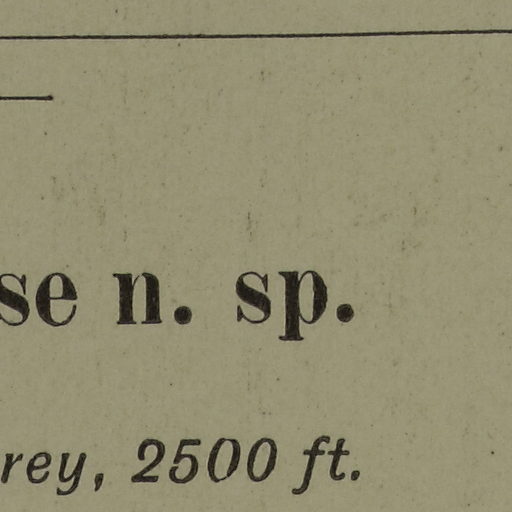 se n. sp.
rey, 2500 ft.